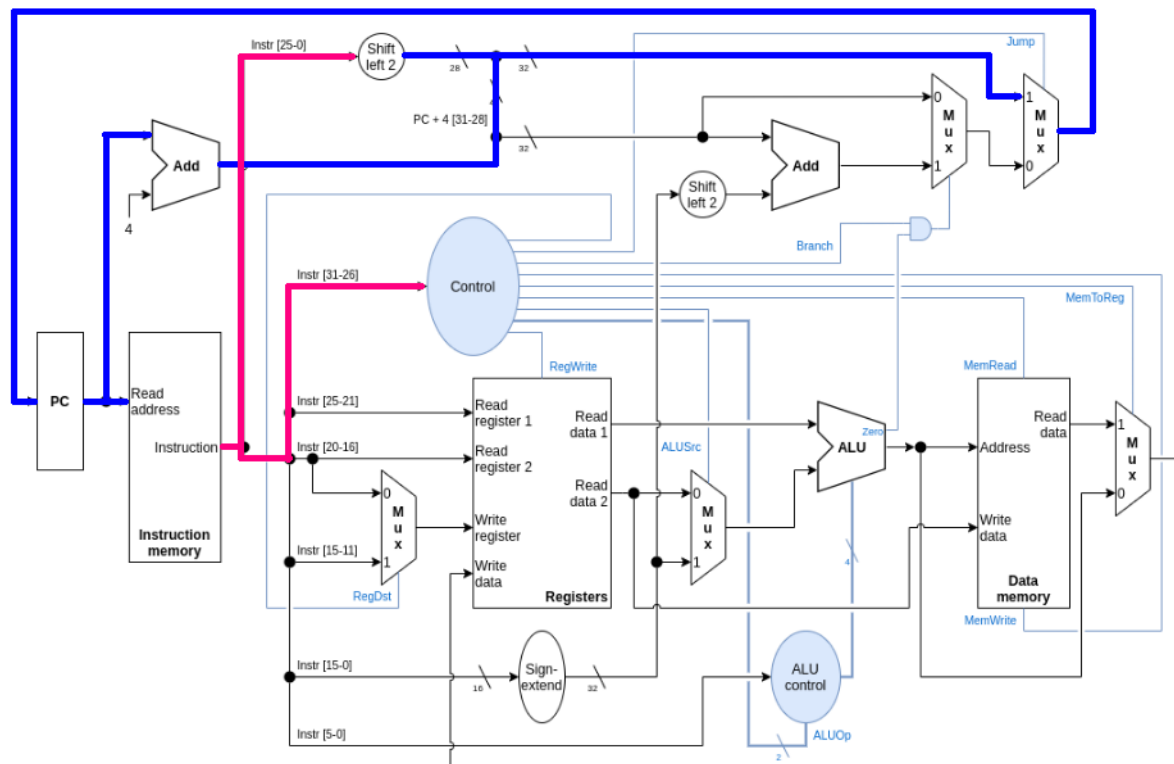 Instr [25-0]
Shift
left 2
28
32
Jump
PC + 4 [31-28]
32
Add
4
0
M
u
x
1
1
M
u
x
0
Add
Shift
left 2
Branch
Instr [31-26]
Control
MemToReg
PC
Read
address
Instruction
Instruction
memory
RegWrite
MemRead
Instr [25-21]
Read
register 1
Read
data 1
Instr [20-16]
Read
register 2
Read
data 2
ALUSrc
Zero
ALU
Address
Read
data
1
M
u
x
0
0
M
u
x
1
Write
register
Instr [15-11]
Write
data
Registers
RegDst
0
M
u
x
1
4
Write
data
Data
memory
MemWrite
Instr [15-0]
16
Sign-
extend
32
ALU
control
Instr [5-0]
2
ALUOp